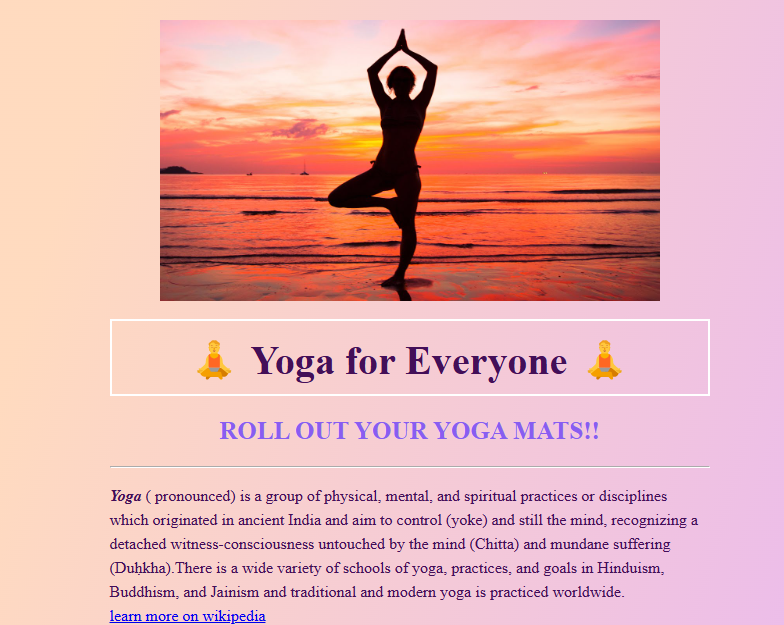 🧘 Yoga for Everyone 🧘
ROLL OUT YOUR YOGA MATS!!
Yoga ( pronounced) is a group of physical, mental, and spiritual practices or disciplines
which originated in ancient India and aim to control (yoke) and still the mind, recognizing a
detached witness-consciousness untouched by the mind (Chitta) and mundane suffering
(Duḥkha).There is a wide variety of schools of yoga, practices, and goals in Hinduism,
Buddhism, and Jainism and traditional and modern yoga is practiced worldwide.
learn more on wikipedia